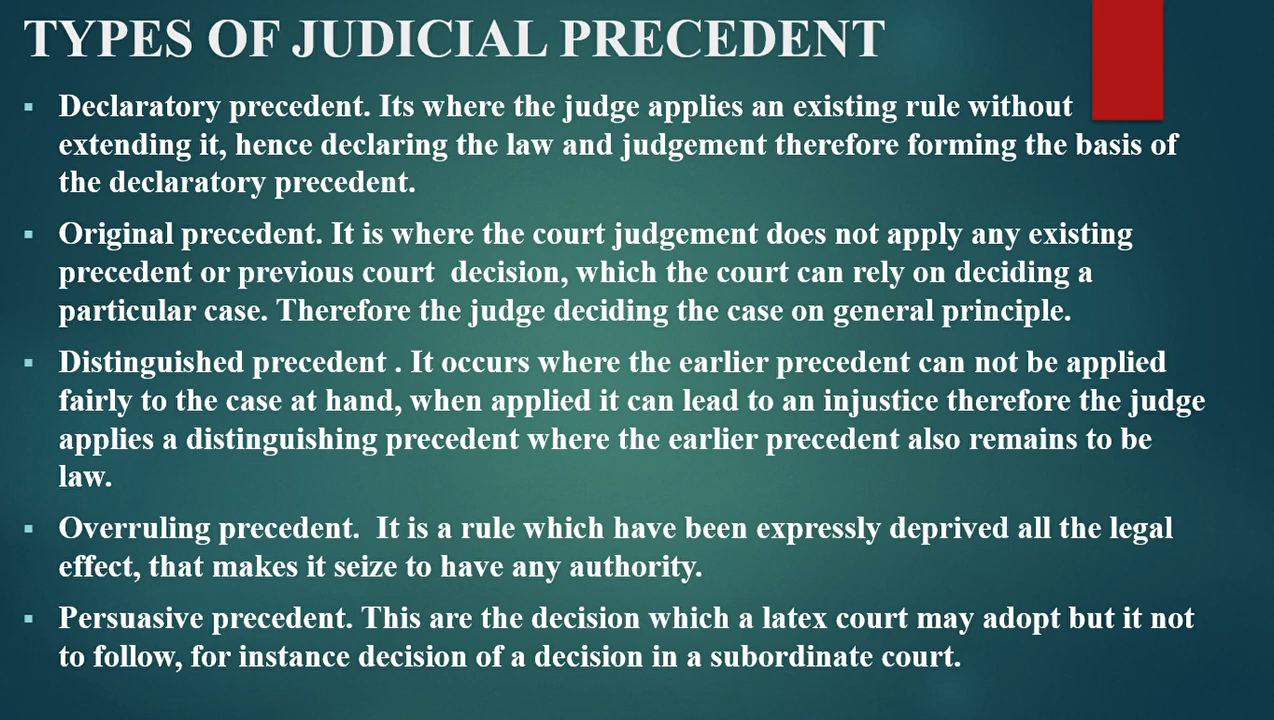 TYPES OF JUDICIAL PRECEDENT
▪ Declaratory precedent. Its where the judge applies an existing rule without
extending it, hence declaring the law and judgement therefore forming the basis of
the declaratory precedent.
▪ Original precedent. It is where the court judgement does not apply any existing
precedent or previous court decision, which the court can rely on deciding a
particular case. Therefore the judge deciding the case on general principle.
▪ Distinguished precedent . It occurs where the earlier precedent can not be applied
fairly to the case at hand, when applied it can lead to an injustice therefore the judge
applies a distinguishing precedent where the earlier precedent also remains to be
law.
▪ Overruling precedent. It is a rule which have been expressly deprived all the legal
effect, that makes it seize to have any authority.
▪ Persuasive precedent. This are the decision which a latex court may adopt but it not
to follow, for instance decision of a decision in a subordinate court.